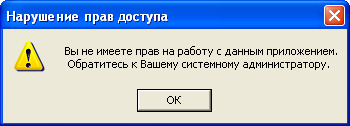 Нарушение прав доступа
Вы не имеете прав на работу с данным приложением.
Обратитесь к Вашему системному администратору.
OK